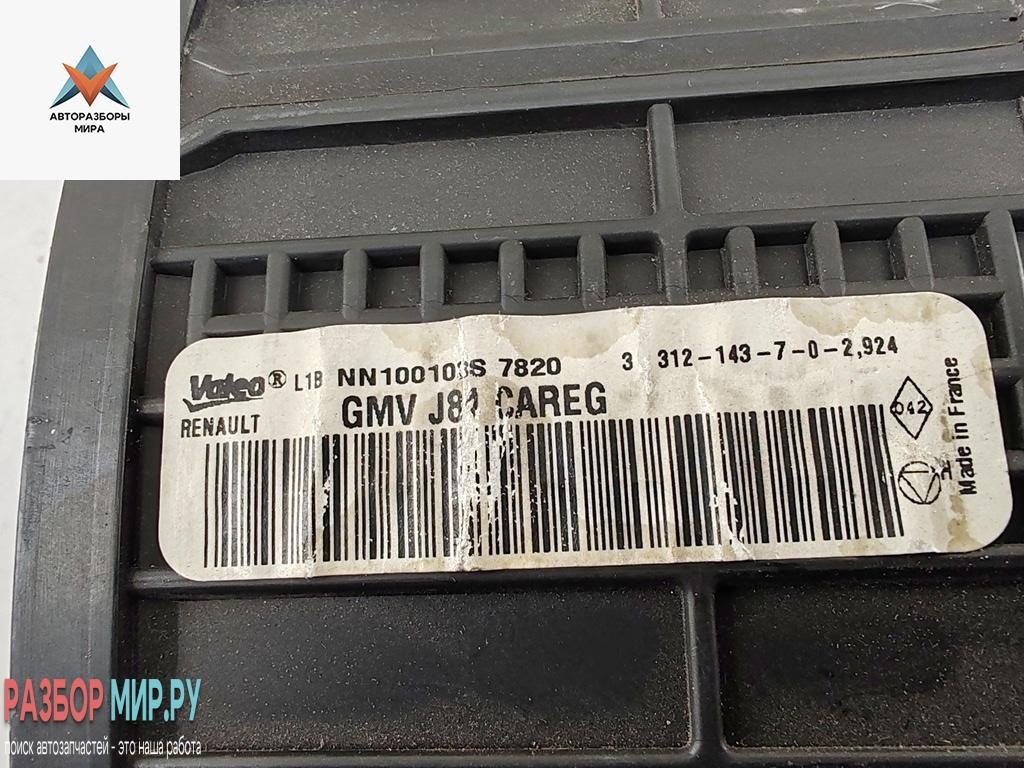 АВТОРАЗБОРЫ
МИРА
Valeo® L1B NN100103S 7820 3 312-143-7-0-2,924
RENAULT GMV J81 CAREG
042
Made in France
РАЗБОР МИР.РУ
поиск автозапчастей - это наша работа